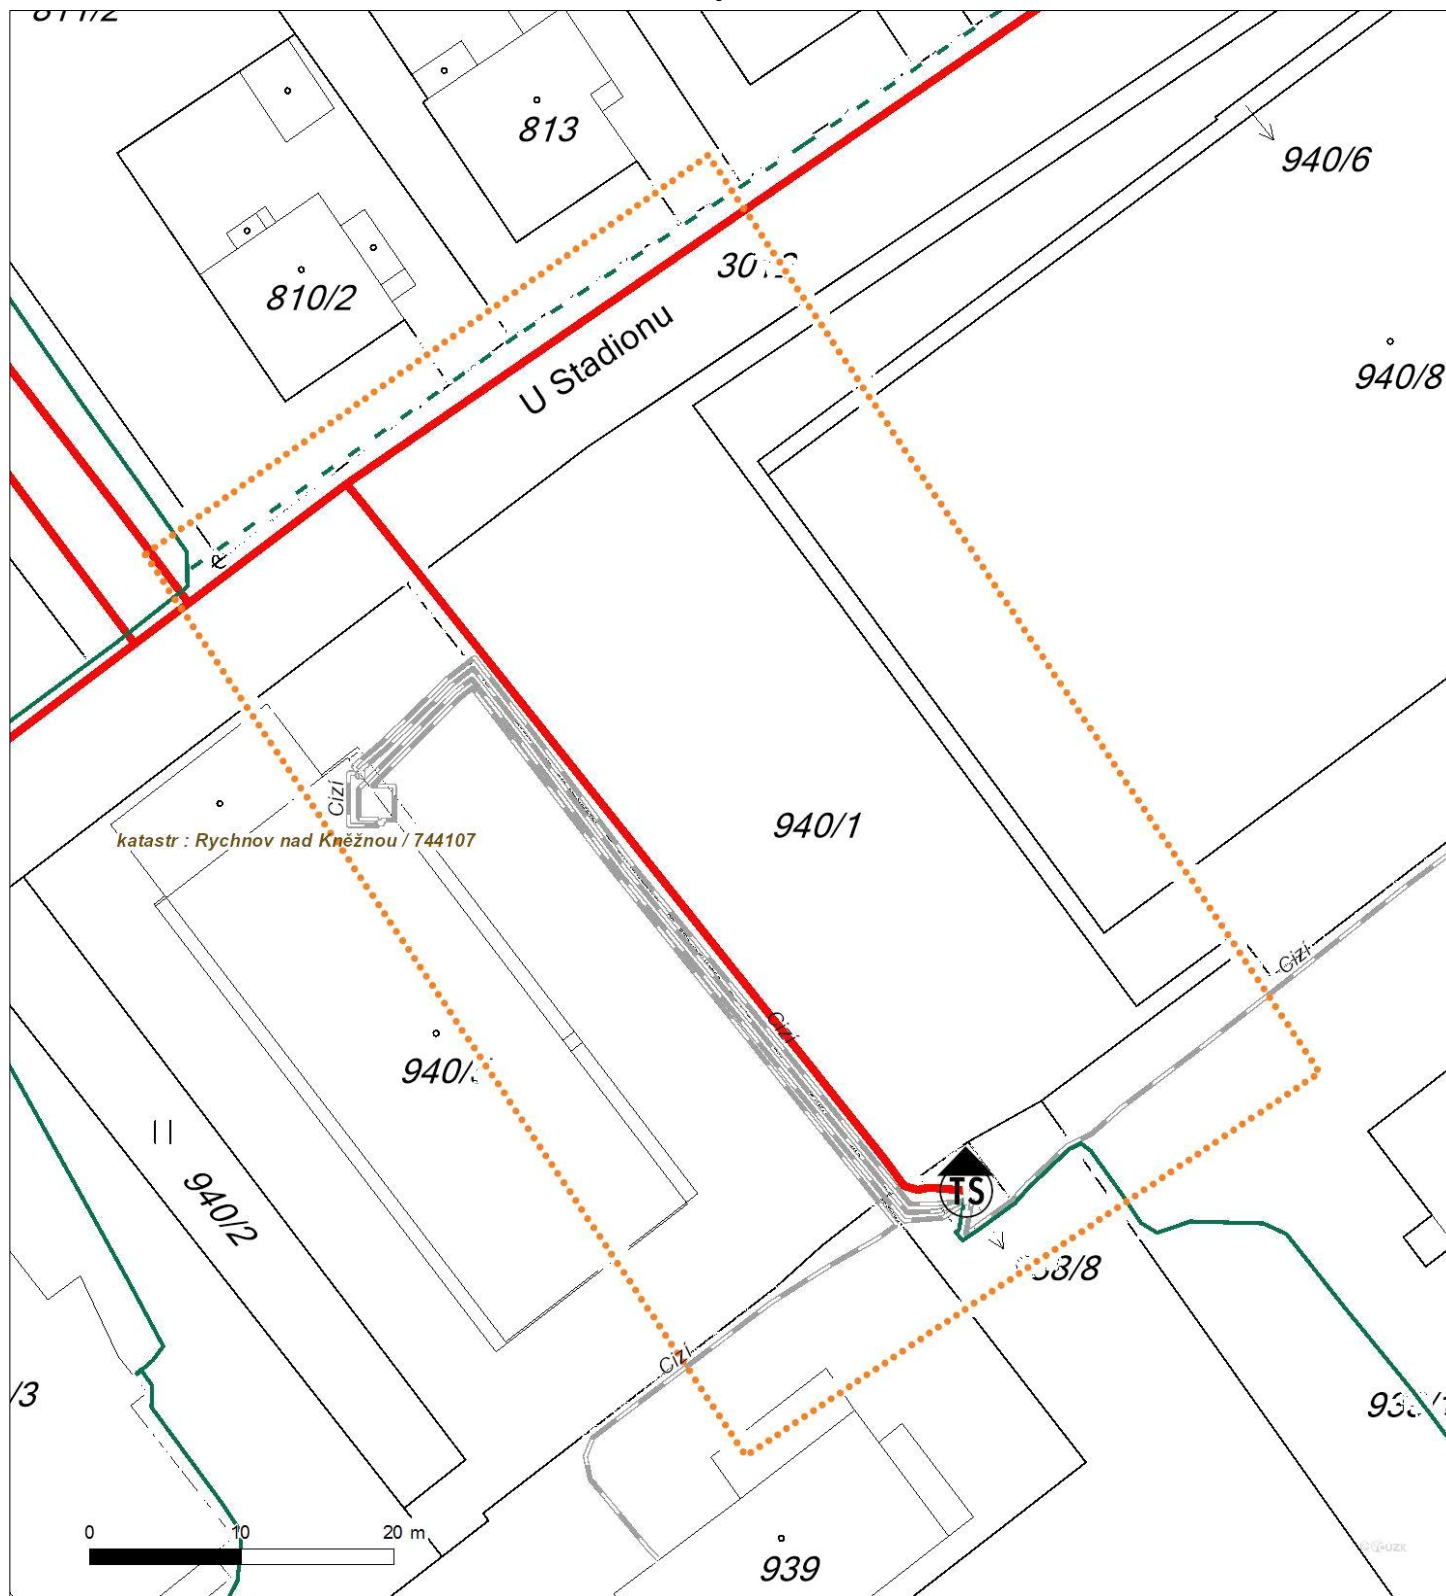 813
940/6
810/2
U Stadionu
940/8
Cizí
940/1
katastr : Rychnov nad Kněžnou / 744107
Cizí
Cizí
940/2
TS
Cizí
/3
0 10 20 m
939